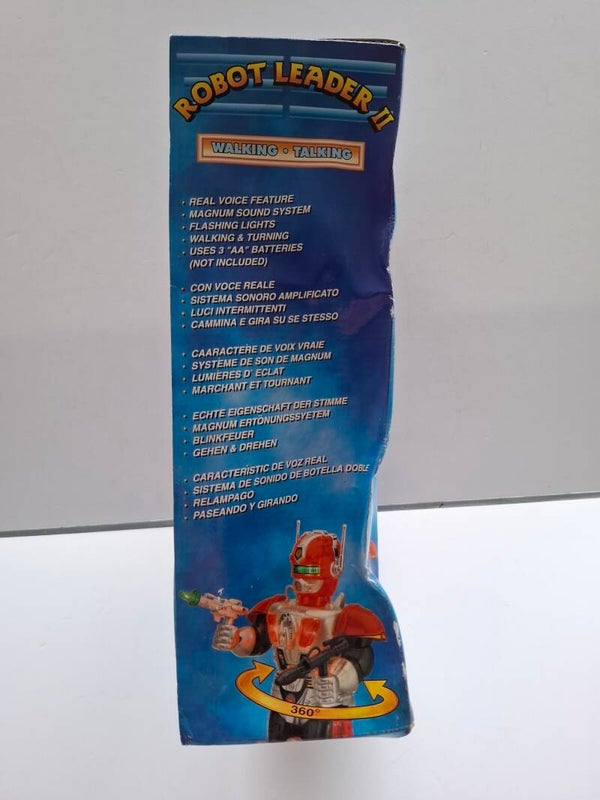 ROBOT LEADER II
WALKING • TALKING
• REAL VOICE FEATURE
• MAGNUM SOUND SYSTEM
• FLASHING LIGHTS
• WALKING & TURNING
• USES 3 "AA" BATTERIES
(NOT INCLUDED)
• CON VOCE REALE
• SISTEMA SONORO AMPLIFICATO
• LUCI INTERMITTENTI
• CAMMINA E GIRA SU SE STESSO
• CAARACTERE DE VOIX VRAIE
• SYSTEME DE SON DE MAGNUM
• LUMIERES D' ECLAT
• MARCHANT ET TOURNANT
• ECHTE EIGENSCHAFT DER STIMME
• MAGNUM ERTÖNUNGSSYETEM
• BLINKFEUER
• GEHEN & DREHEN
• CARACTERÌSTIC DE VOZ REAL
• SISTEMA DE SONIDO DE BOTELLA DOBLE
• RELAMPAGO
• PASEANDO Y GIRANDO
360°